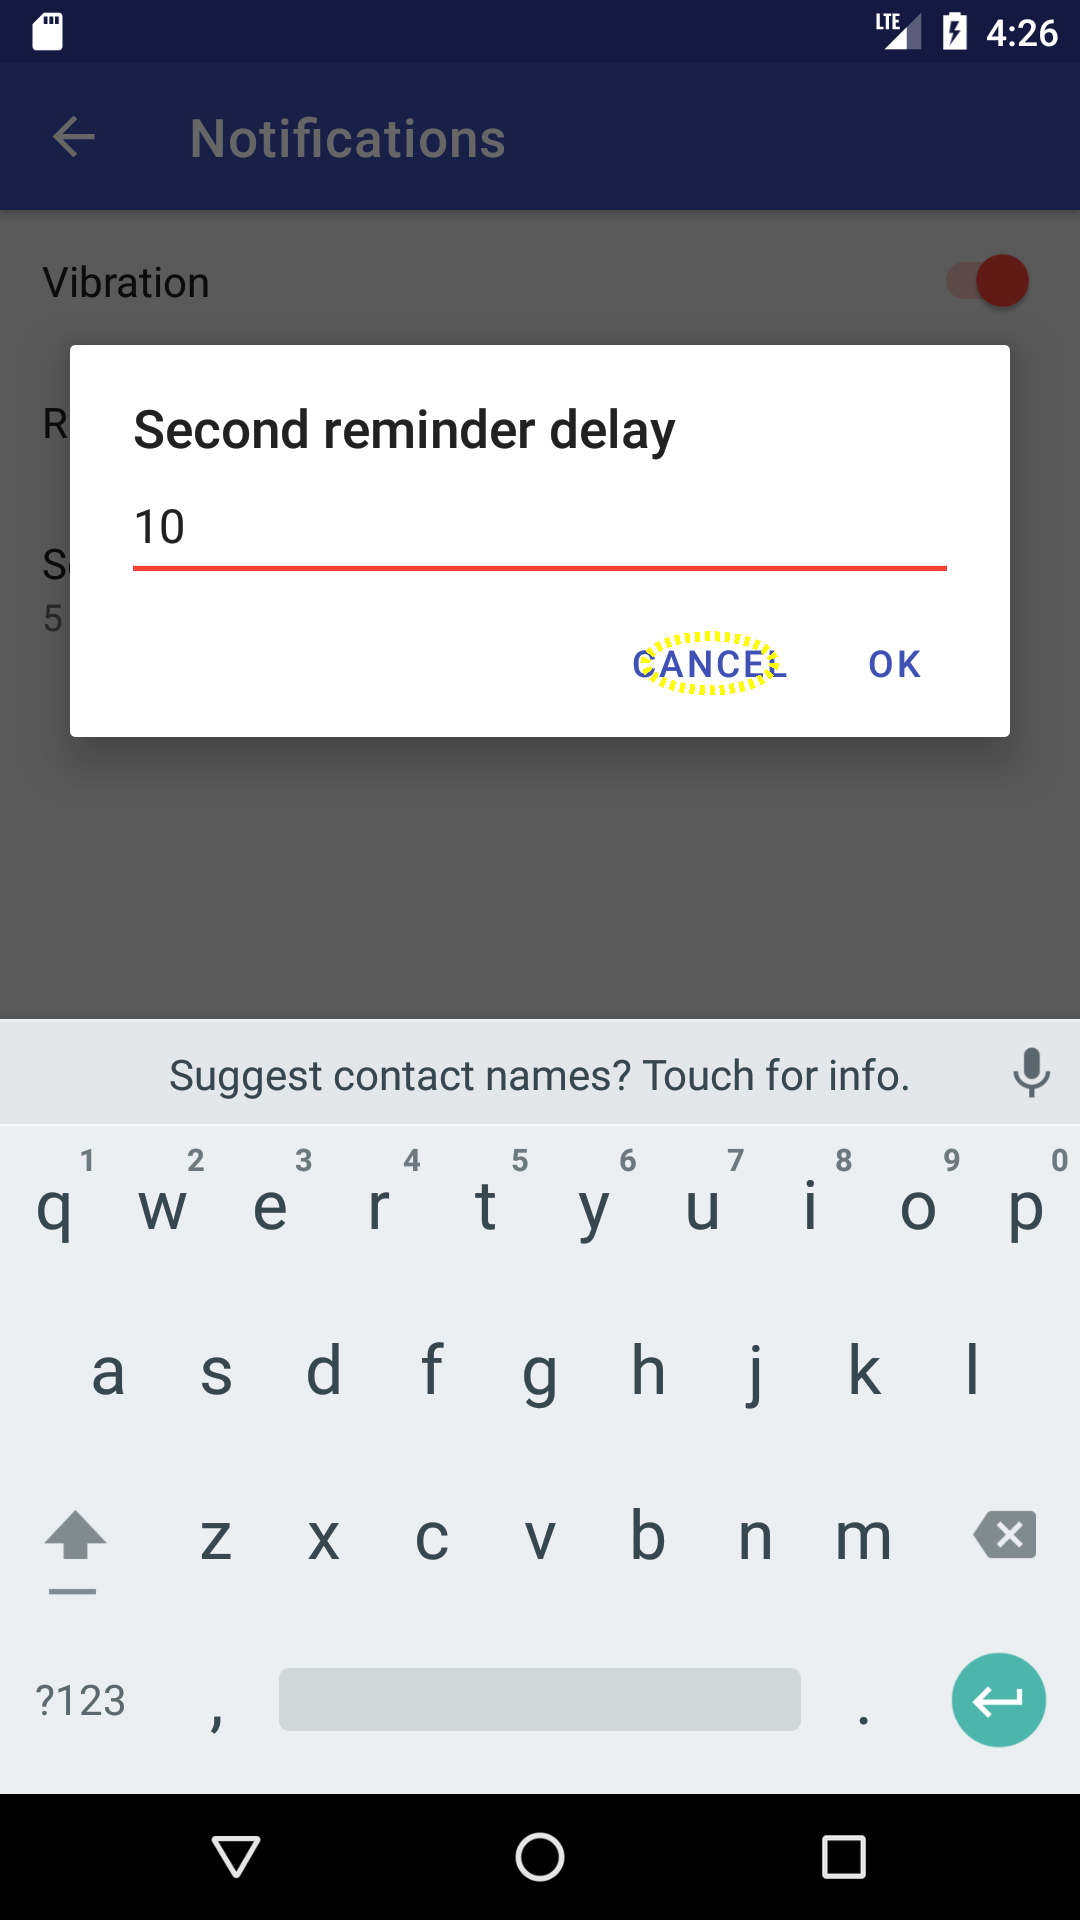 LTE 4:26
Notifications
Vibration
R
Second reminder delay
10
S
5
CANCEL OK
Suggest contact names? Touch for info.
1 2 3 4 5 6 7 8 9 0
q w e r t y u i o p
a s d f g h j k l
z x c v b n m
?123 , .